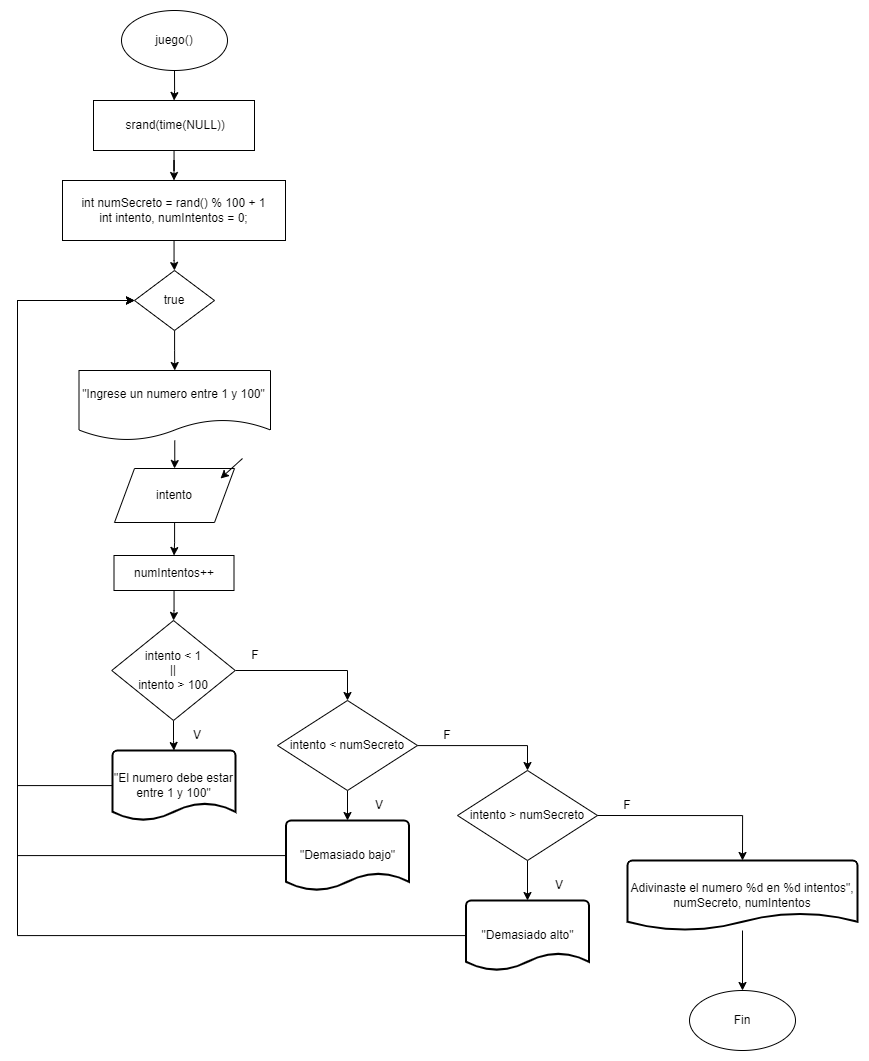 juego()
srand(time(NULL))
int numSecreto = rand() % 100 + 1
int intento, numIntentos = 0;
true
"Ingrese un numero entre 1 y 100"
intento
numIntentos++
intento < 1
||
intento > 100
F
V
"El numero debe estar
entre 1 y 100"
intento < numSecreto
F
V
"Demasiado bajo"
intento > numSecreto
F
V
"Demasiado alto"
Adivinaste el numero %d en %d intentos",
numSecreto, numIntentos
Fin